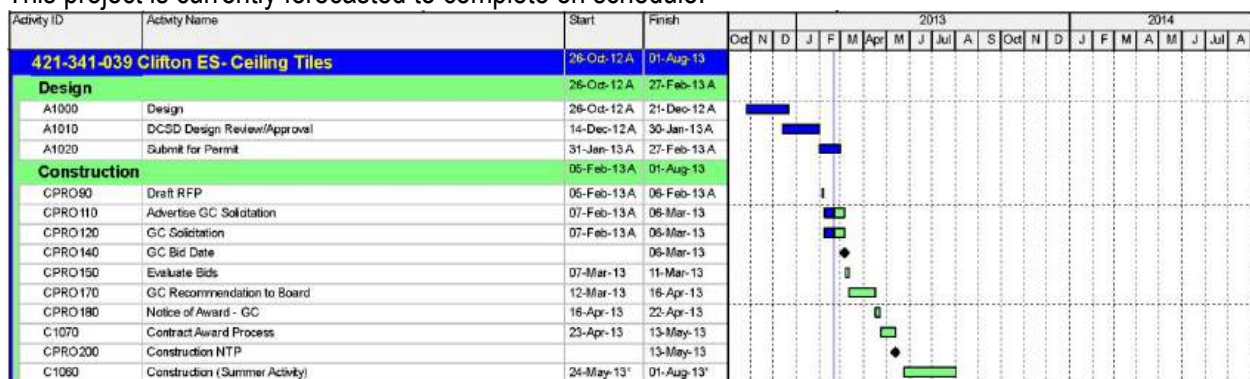 This project is currently forecasted to complete on schedule.
Activity ID Activity Name Start Finish 2013 2014
Oct N D J F M Apr M J Jul A S Oct N D J F M A M J Jul A
421-341-039 Clifton ES- Ceiling Tiles 26-Oct-12 A 01-Aug-13
Design 26-Oct-12 A 27-Feb-13 A
A1000 Design 26-Oct-12 A 21-Dec-12 A
A1010 DCSD Design Review/Approval 14-Dec-12 A 30-Jan-13 A
A1020 Submit for Permit 31-Jan-13 A 27-Feb-13 A
Construction 05-Feb-13 A 01-Aug-13
CPRO90 Draft RFP 05-Feb-13 A 06-Feb-13 A
CPRO110 Advertise GC Solicitation 07-Feb-13 A 06-Mar-13
CPRO120 GC Solicitation 07-Feb-13 A 06-Mar-13
CPRO140 GC Bid Date 06-Mar-13
CPRO150 Evaluate Bids 07-Mar-13 11-Mar-13
CPRO170 GC Recommendation to Board 12-Mar-13 16-Apr-13
CPRO180 Notice of Award - GC 16-Apr-13 22-Apr-13
C1070 Contract Award Process 23-Apr-13 13-May-13
CPRO200 Construction NTP 13-May-13
C1060 Construction (Summer Activity) 24-May-13* 01-Aug-13*